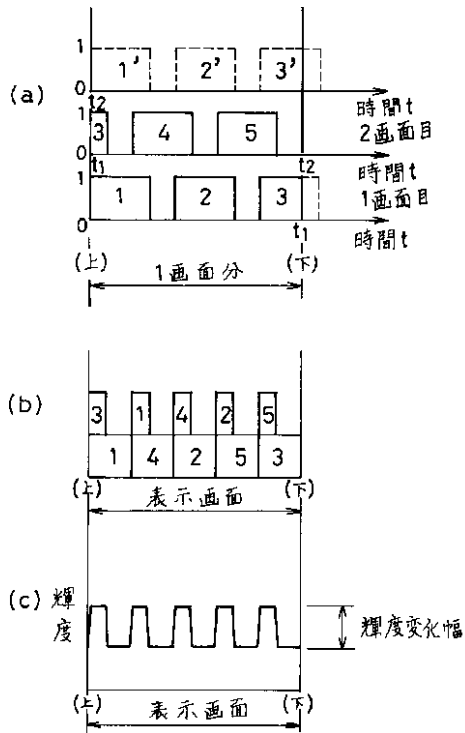 (a)
1
0
1'
2'
3'
時間t
2画面目
t₂
1
0
3
4
5
時間t
1画面目
t₁
t₂
1
0
1
2
3
t₁
時間t
(上)
(下)
1画面分
(b)
3
1
4
2
5
1
4
2
5
3
(上)
(下)
表示画面
(c)
輝度
輝度変化幅
(上)
(下)
表示画面